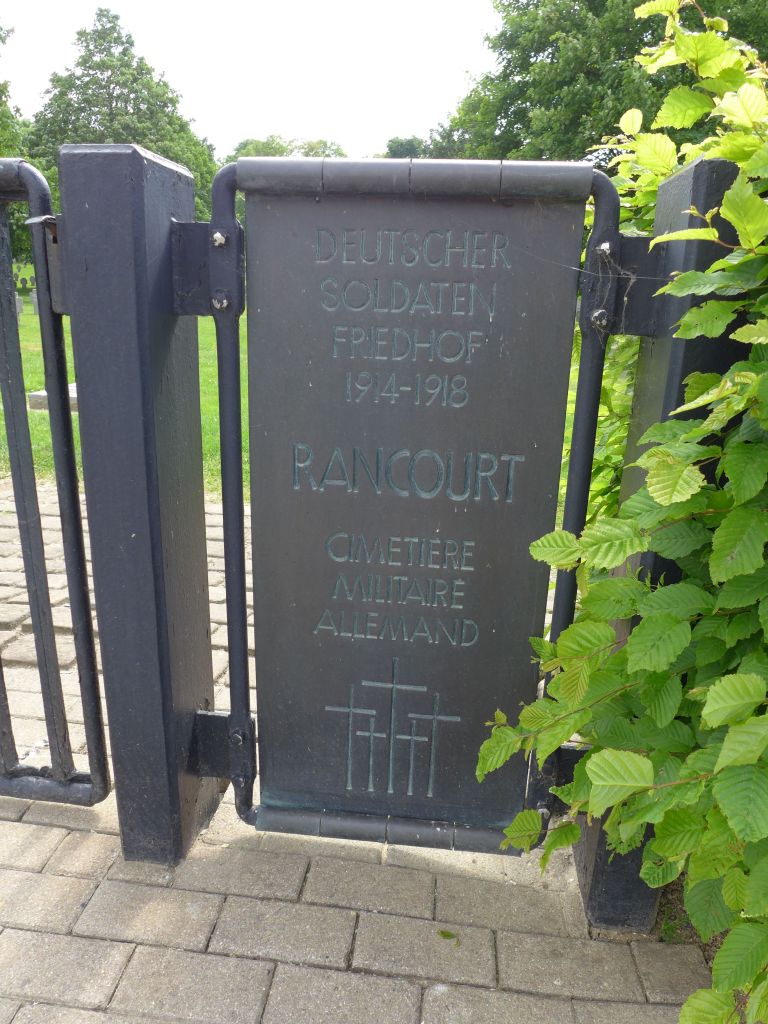 DEUTSCHER
SOLDATEN
FRIEDHOF
1914-1918
RANCOURT
CIMETIERE
MILITAIRE
ALLEMAND